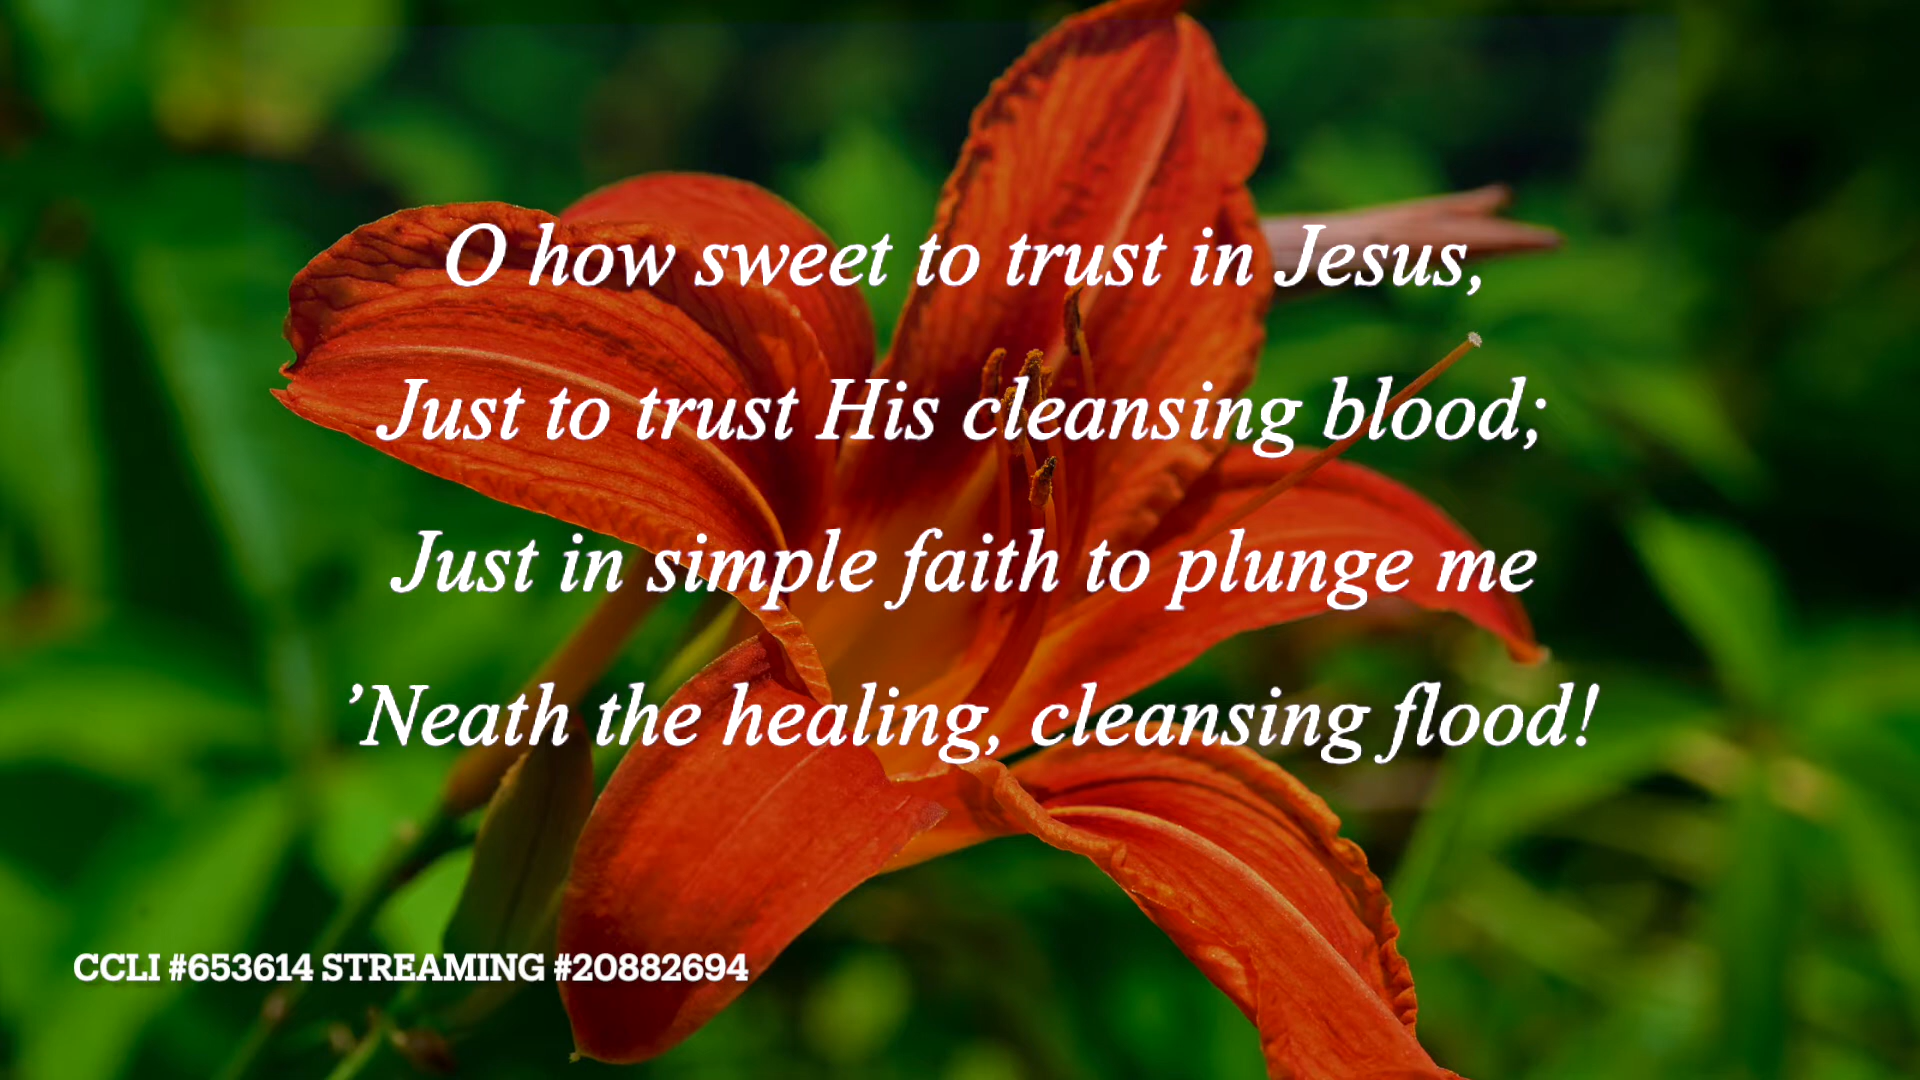 O how sweet to trust in Jesus,
Just to trust His cleansing blood;
Just in simple faith to plunge me
’Neath the healing, cleansing flood!
CCLI #653614 STREAMING #20882694